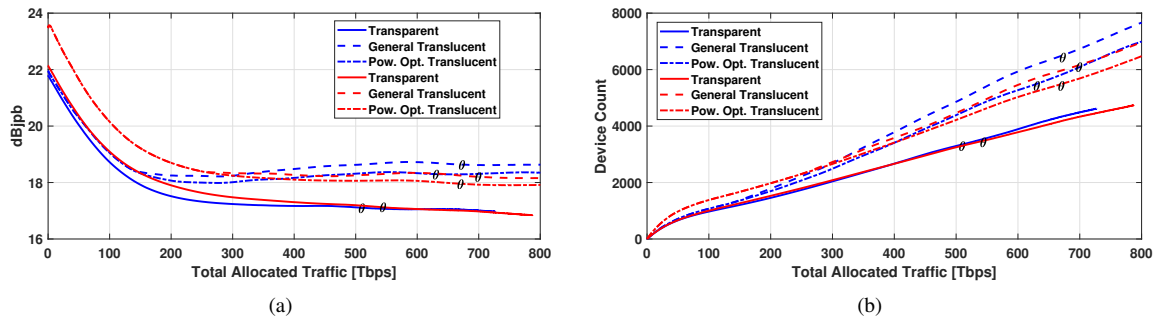 24
22
20
18
16
dBjpb
0 100 200 300 400 500 600 700 800
Total Allocated Traffic [Tbps]
Transparent
General Translucent
Pow. Opt. Translucent
Transparent
General Translucent
Pow. Opt. Translucent
θ θ
θ
θ θ
θ θ
(a)
8000
6000
4000
2000
0
Device Count
0 100 200 300 400 500 600 700 800
Total Allocated Traffic [Tbps]
Transparent
General Translucent
Pow. Opt. Translucent
Transparent
General Translucent
Pow. Opt. Translucent
(b)